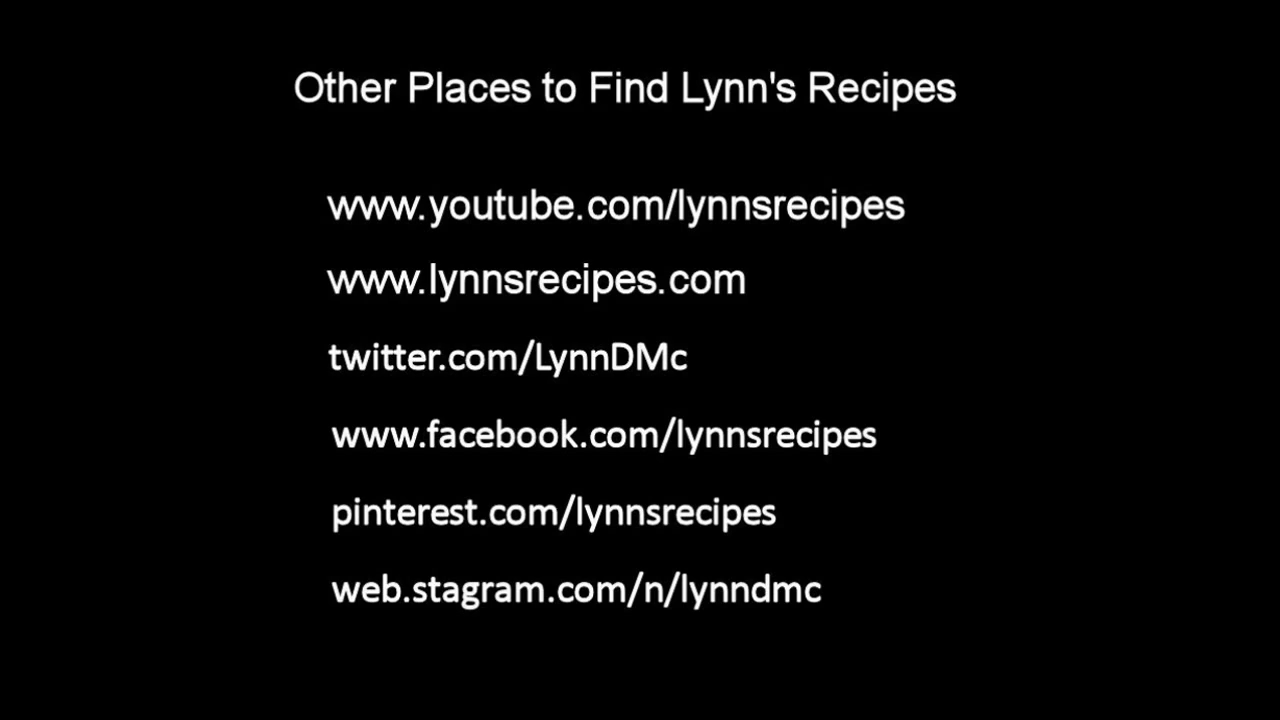 Other Places to Find Lynn's Recipes
www.youtube.com/lynnsrecipes
www.lynnsrecipes.com
twitter.com/LynnDMc
www.facebook.com/lynnsrecipes
pinterest.com/lynnsrecipes
web.stagram.com/n/lynndmc